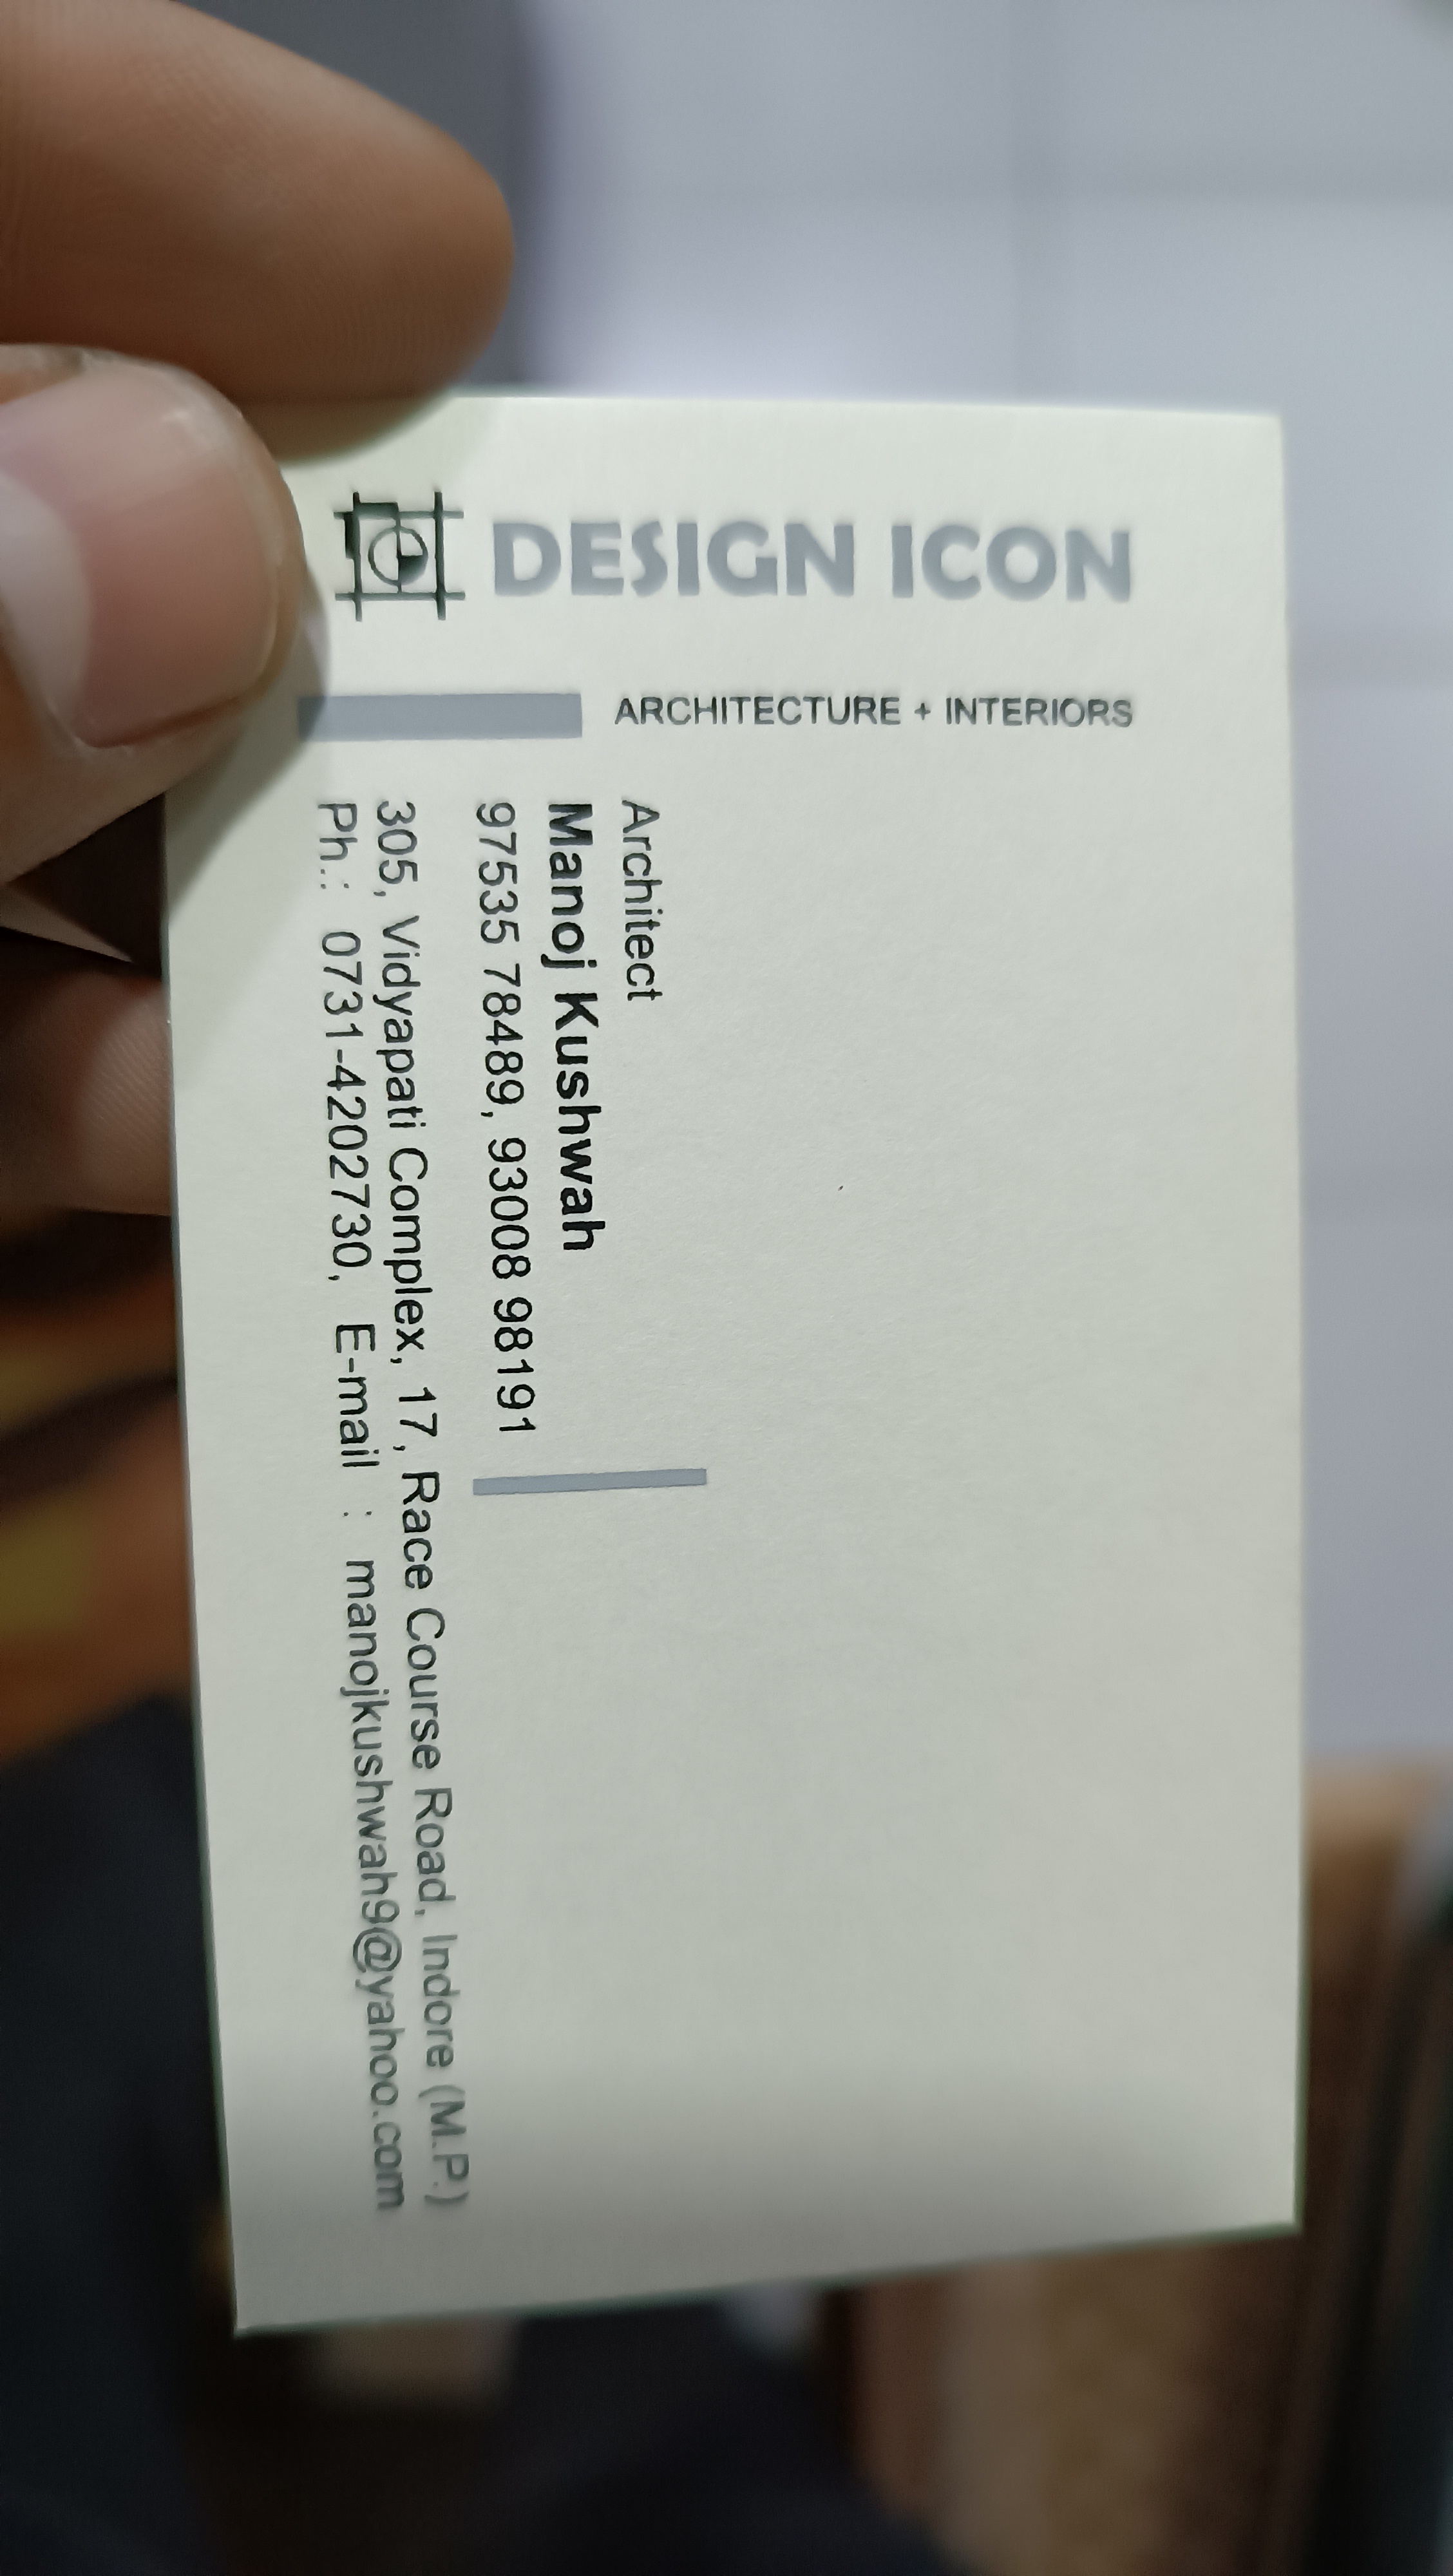 DESIGN ICON
ARCHITECTURE + INTERIORS
Architect
Manoj Kushwah
97535 78489, 93008 98191
305, Vidyapati Complex, 17, Race Course Road, Indore (M.P.)
Ph.: 0731-4202730, E-mail : manojkushwah9@yahoo.com